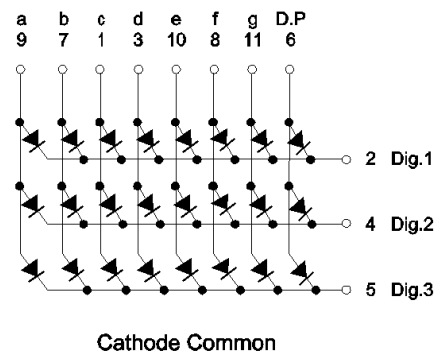 a b c d e f g D.P
9 7 1 3 10 8 11 6
2 Dig.1
4 Dig.2
5 Dig.3
Cathode Common